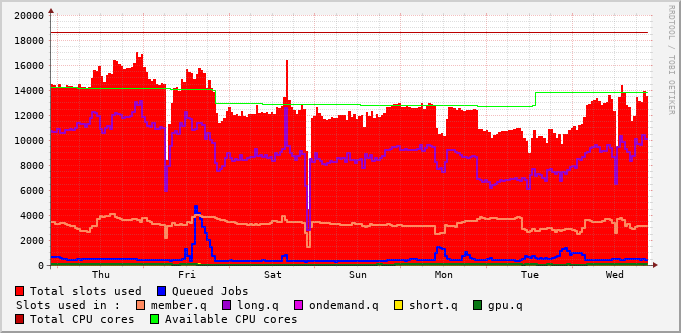 20000
18000
16000
14000
12000
10000
8000
6000
4000
2000
0
Thu Fri Sat Sun Mon Tue Wed
RRDTOOL / TOBI OETIKER
Total slots used Queued Jobs
Slots used in : member.q long.q ondemand.q short.q gpu.q
Total CPU cores Available CPU cores